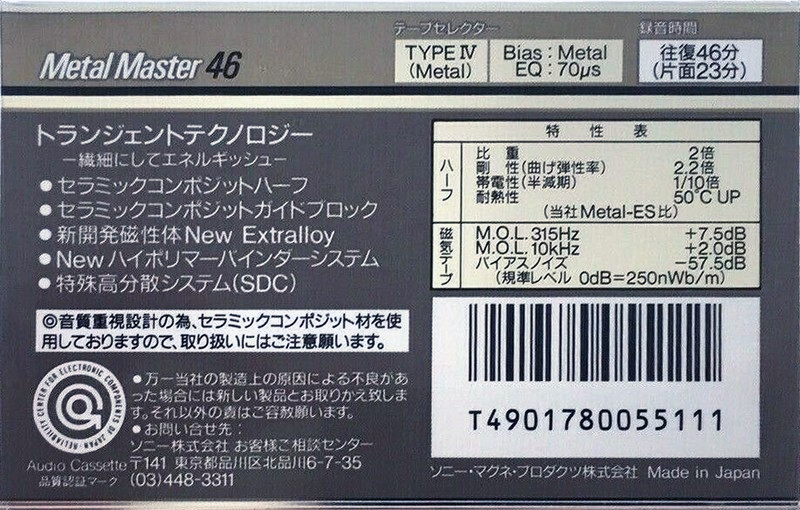 Metal Master 46
テープセレクター
TYPE Ⅳ
(Metal)
Bias : Metal
EQ : 70μs
録音時間
往復46分
(片面23分)
トランジェントテクノロジー
—繊細にしてエネルギッシュ—
●セラミックコンポジットハーフ
●セラミックコンポジットガイドブロック
●新開発磁性体New Extralloy
●Newハイポリマーバインダーシステム
●特殊高分散システム(SDC)
◎音質重視設計の為、セラミックコンポジット材を使
用しておりますので、取り扱いにはご注意願います。
RELIABILITY CENTER FOR ELECTRONIC COMPONENTS OF JAPAN
Audio Cassette
品質認証マーク
●万一当社の製造上の原因による不良があ
った場合には新しい製品とお取りかえ致しま
す。それ以外の責はご容赦願います。
●お問い合せ先:
ソニー株式会社 お客様ご相談センター
〒141 東京都品川区北品川6-7-35
(03)448-3311
特性表
ハーフ
比重 2倍
剛性(曲げ弾性率) 2.2倍
帯電性(半減期) 1/10倍
耐熱性 50℃ UP
(当社Metal-ES比)
磁気テープ
M.O.L. 315Hz +7.5dB
M.O.L. 10kHz +2.0dB
バイアスノイズ −57.5dB
(規準レベル 0dB=250nWb/m)
T4901780055111
ソニー・マグネ・プロダクツ株式会社 Made in Japan